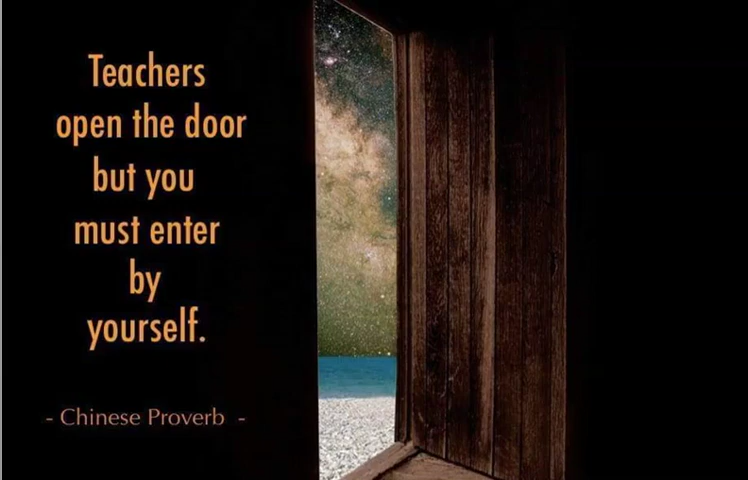 Teachers
open the door
but you
must enter
by
yourself.
- Chinese Proverb -